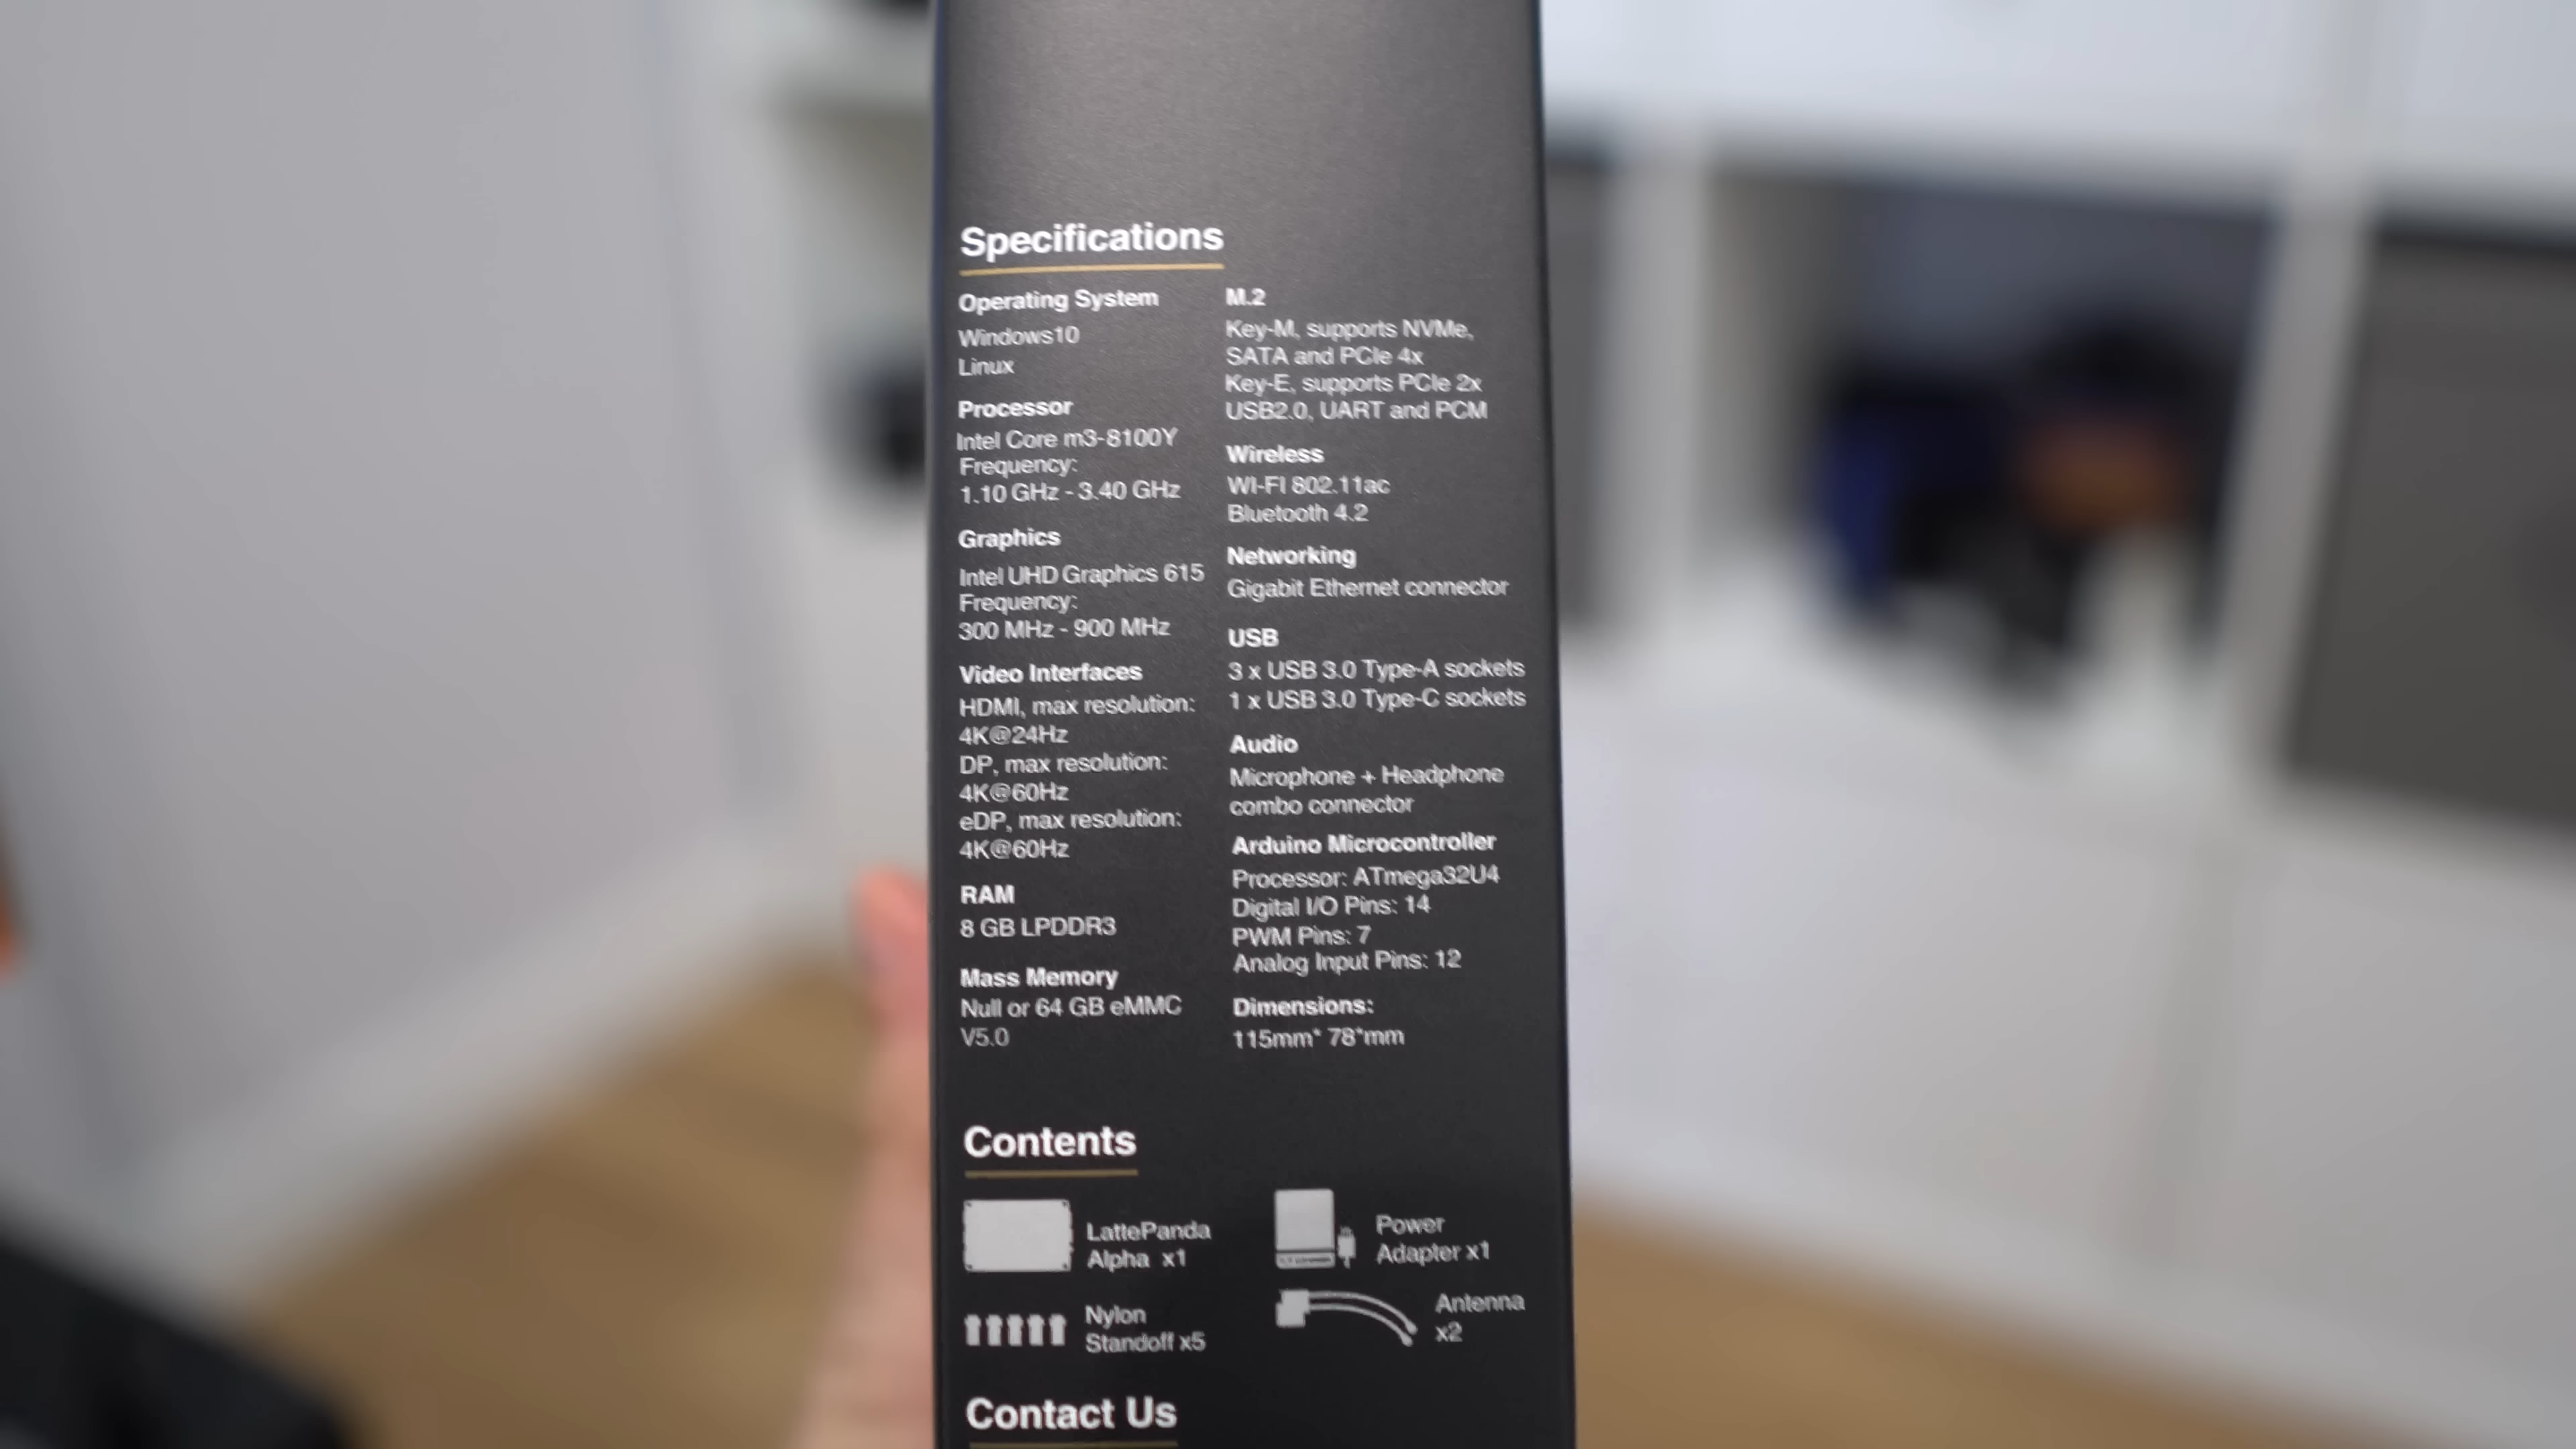 Specifications
Operating System
Windows10
Linux
Processor
Intel Core m3-8100Y
Frequency:
1.10 GHz - 3.40 GHz
Graphics
Intel UHD Graphics 615
Frequency:
300 MHz - 900 MHz
Video Interfaces
HDMI, max resolution:
4K@24Hz
DP, max resolution:
4K@60Hz
eDP, max resolution:
4K@60Hz
RAM
8 GB LPDDR3
Mass Memory
Null or 64 GB eMMC
V5.0
M.2
Key-M, supports NVMe,
SATA and PCIe 4x
Key-E, supports PCIe 2x
USB2.0, UART and PCM
Wireless
WI-FI 802.11ac
Bluetooth 4.2
Networking
Gigabit Ethernet connector
USB
3 x USB 3.0 Type-A sockets
1 x USB 3.0 Type-C sockets
Audio
Microphone + Headphone
combo connector
Arduino Microcontroller
Processor: ATmega32U4
Digital I/O Pins: 14
PWM Pins: 7
Analog Input Pins: 12
Dimensions:
115mm* 78*mm
Contents
LattePanda
Alpha x1
Power
Adapter x1
Nylon
Standoff x5
Antenna
x2
Contact Us